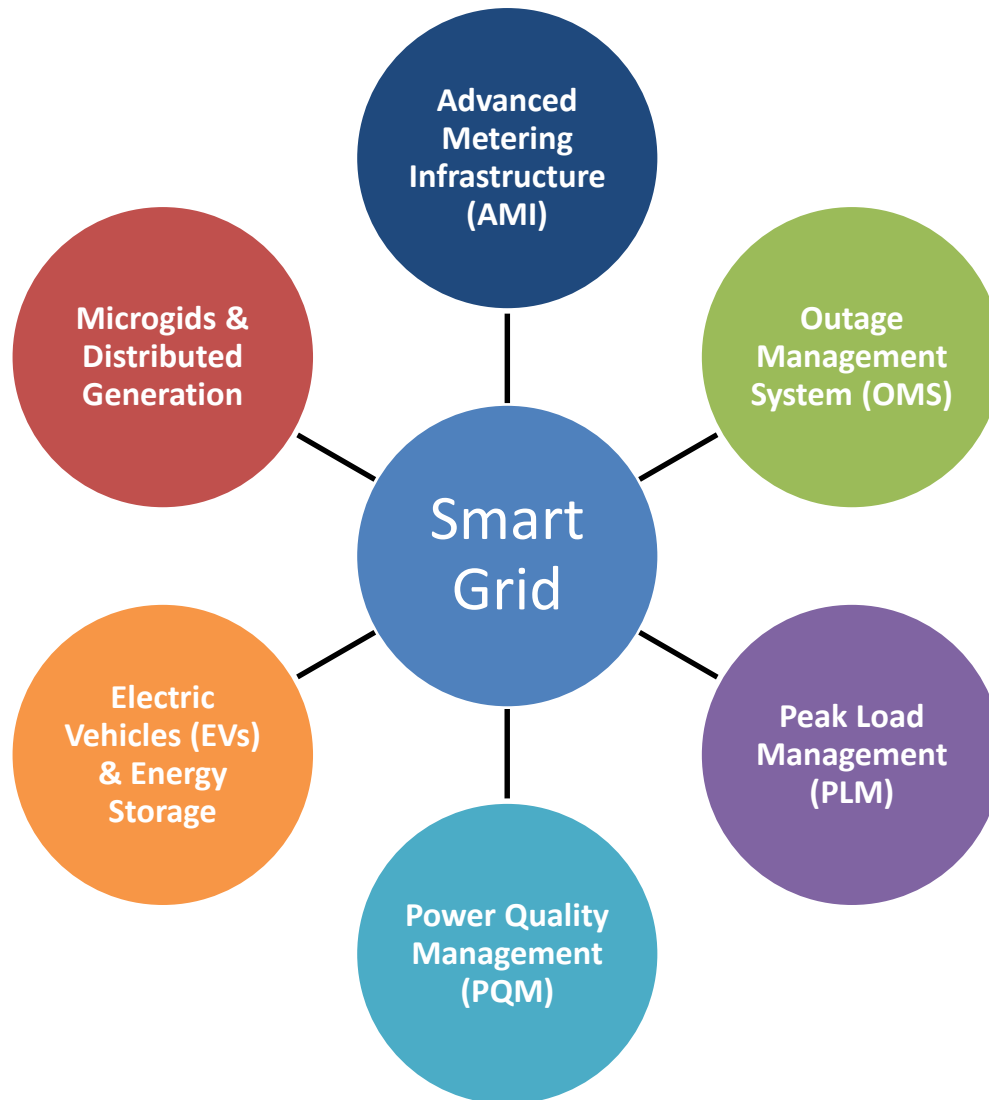 Advanced
Metering
Infrastructure
(AMI)
Outage
Management
System (OMS)
Peak Load
Management
(PLM)
Power Quality
Management
(PQM)
Electric
Vehicles (EVs)
& Energy
Storage
Microgids &
Distributed
Generation
Smart
Grid